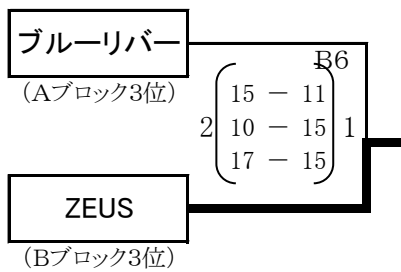 ブルーリバー
(Aブロック3位)
B6
15 － 11
2 10 － 15 1
17 － 15
ZEUS
(Bブロック3位)